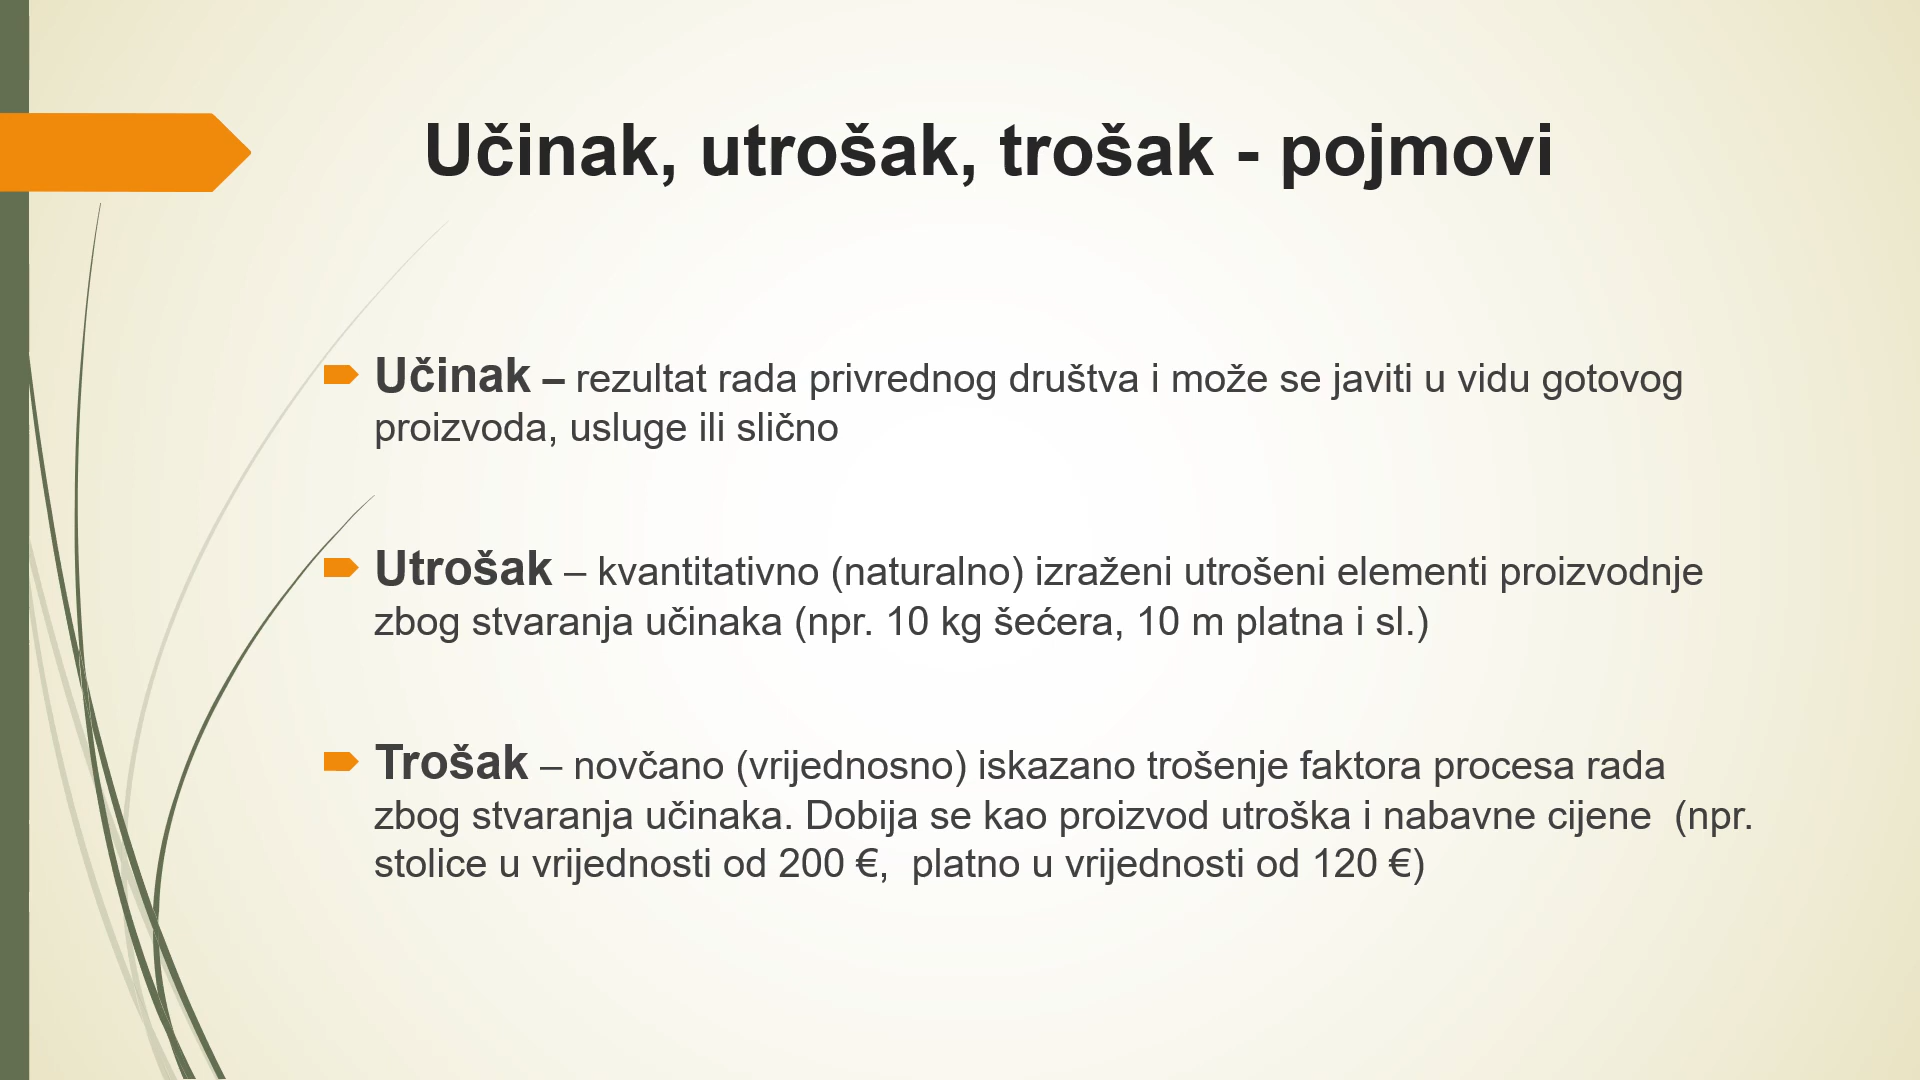 Učinak, utrošak, trošak - pojmovi
Učinak – rezultat rada privrednog društva i može se javiti u vidu gotovog
proizvoda, usluge ili slično
Utrošak – kvantitativno (naturalno) izraženi utrošeni elementi proizvodnje
zbog stvaranja učinaka (npr. 10 kg šećera, 10 m platna i sl.)
Trošak – novčano (vrijednosno) iskazano trošenje faktora procesa rada
zbog stvaranja učinaka. Dobija se kao proizvod utroška i nabavne cijene  (npr.
stolice u vrijednosti od 200 €,  platno u vrijednosti od 120 €)